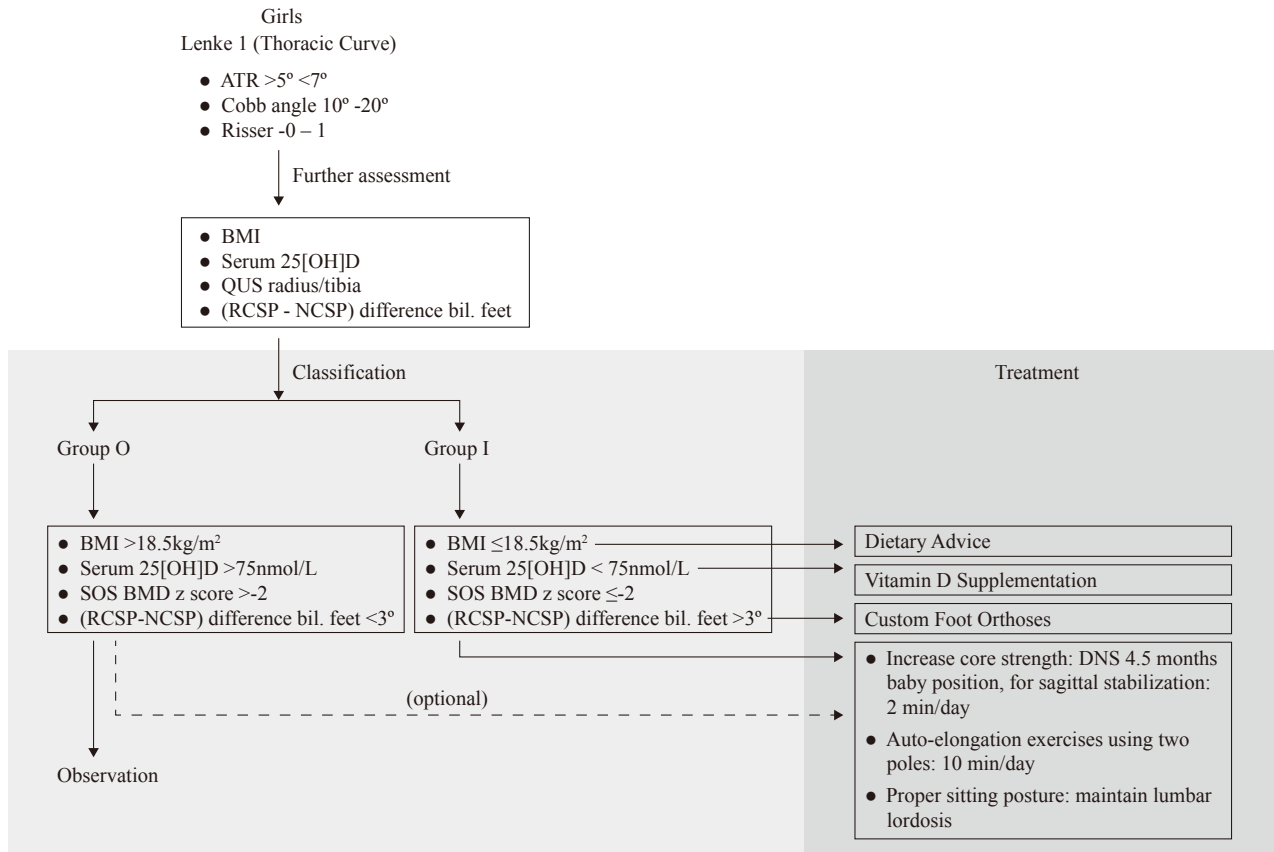 Girls
Lenke 1 (Thoracic Curve)
● ATR >5º <7º
● Cobb angle 10º -20º
● Risser -0 – 1
Further assessment
● BMI
● Serum 25[OH]D
● QUS radius/tibia
● (RCSP - NCSP) difference bil. feet
Classification
Treatment
Group O
Group I
● BMI >18.5kg/m²
● Serum 25[OH]D >75nmol/L
● SOS BMD z score >-2
● (RCSP-NCSP) difference bil. feet <3º
● BMI ≤18.5kg/m²
● Serum 25[OH]D < 75nmol/L
● SOS BMD z score ≤-2
● (RCSP-NCSP) difference bil. feet >3º
Dietary Advice
Vitamin D Supplementation
Custom Foot Orthoses
● Increase core strength: DNS 4.5 months
baby position, for sagittal stabilization:
2 min/day
● Auto-elongation exercises using two
poles: 10 min/day
● Proper sitting posture: maintain lumbar
lordosis
(optional)
Observation